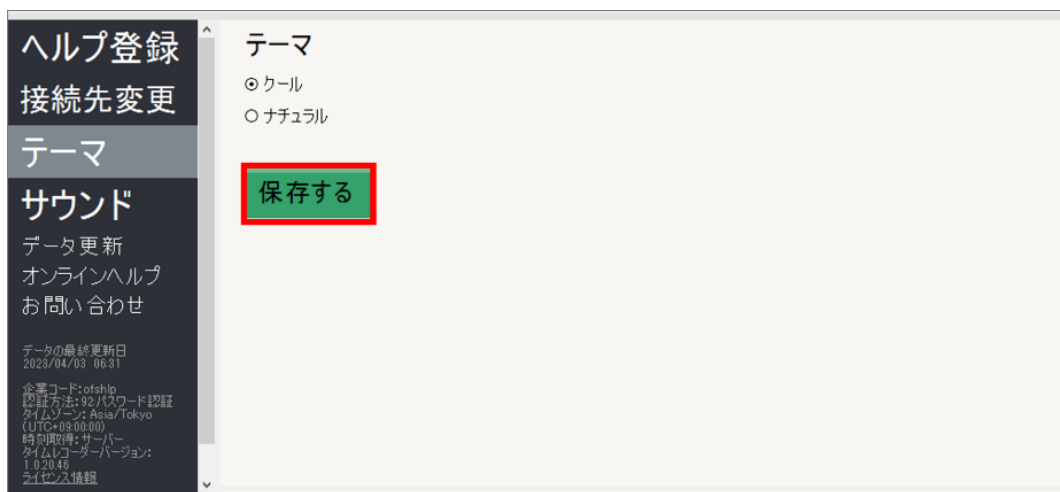 ヘルプ登録
接続先変更
テーマ
サウンド
データ更新
オンラインヘルプ
お問い合わせ
データの最終更新日
2023/04/03 06:31
企業コード:ofshlp
認証方法:92:パスワード認証
タイムゾーン: Asia/Tokyo
(UTC+09:00:00)
時刻取得:サーバー
タイムレコーダーバージョン:
1.0.20.46
ライセンス情報
テーマ
クール
ナチュラル
保存する